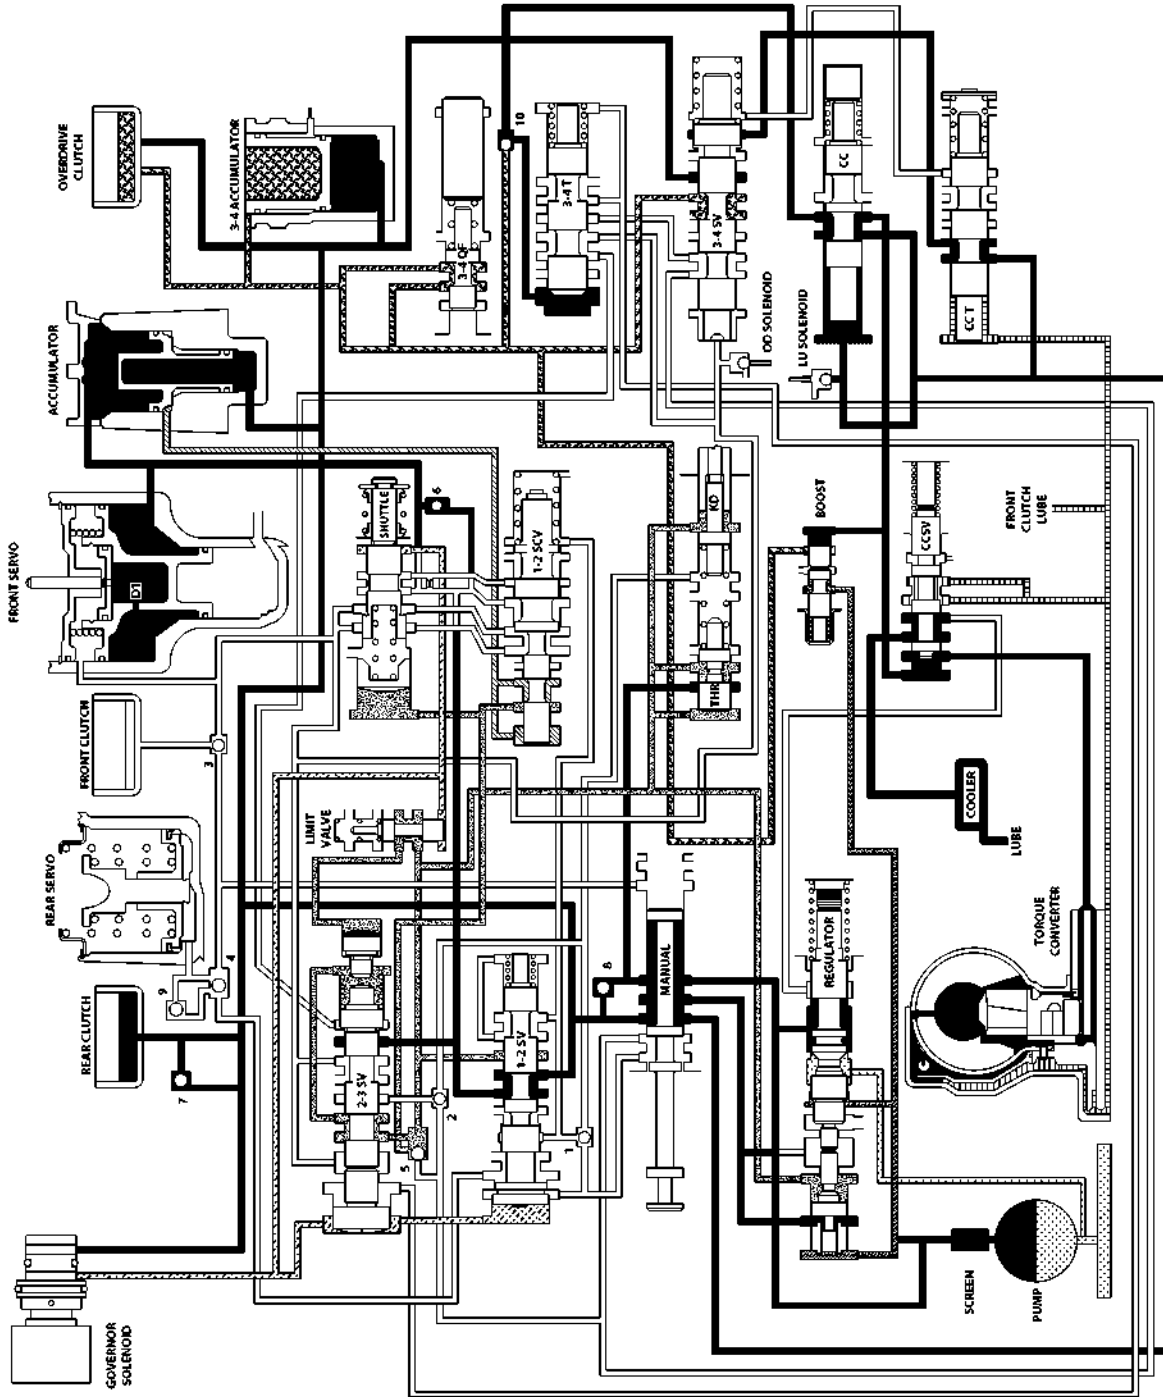 OVERDRIVE
CLUTCH
3-4 ACCUMULATOR
3-4 QF
10
3-4 T
3-4 SV
CC
CC T
OD SOLENOID
LU SOLENOID
ACCUMULATOR
FRONT SERVO
D1
SHUTTLE
6
1-2 SCV
KD
THR
BOOST
CCSV
FRONT
CLUTCH
LUBE
FRONT CLUTCH
3
LIMIT
VALVE
COOLER
LUBE
REAR SERVO
4
9
REAR CLUTCH
7
2-3 SV
2
5
1-2 SV
1
8
MANUAL
REGULATOR
TORQUE
CONVERTER
SCREEN
PUMP
GOVERNOR
SOLENOID